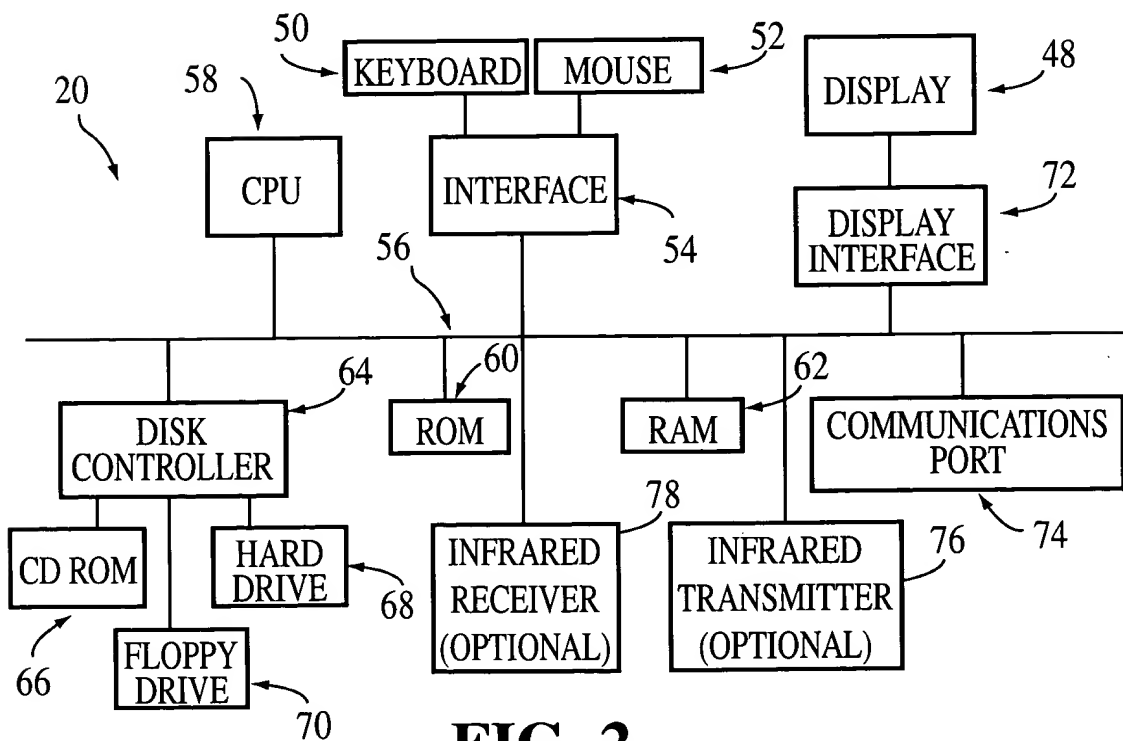 50
KEYBOARD
MOUSE
52
DISPLAY
48
58
20
CPU
INTERFACE
54
72
DISPLAY
INTERFACE
56
64
60
62
DISK
CONTROLLER
ROM
RAM
COMMUNICATIONS
PORT
74
CD ROM
66
HARD
DRIVE
68
FLOPPY
DRIVE
70
78
INFRARED
RECEIVER
(OPTIONAL)
INFRARED
TRANSMITTER
(OPTIONAL)
76